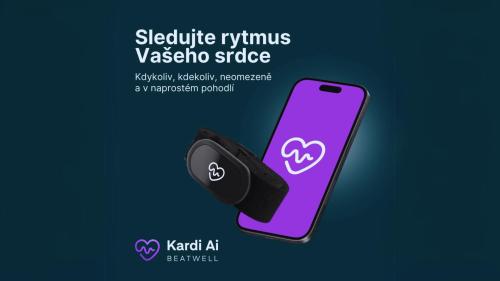 Sledujte rytmus
Vašeho srdce
Kdykoliv, kdekoliv, neomezeně
a v naprostém pohodlí
Kardi Ai
BEATWELL